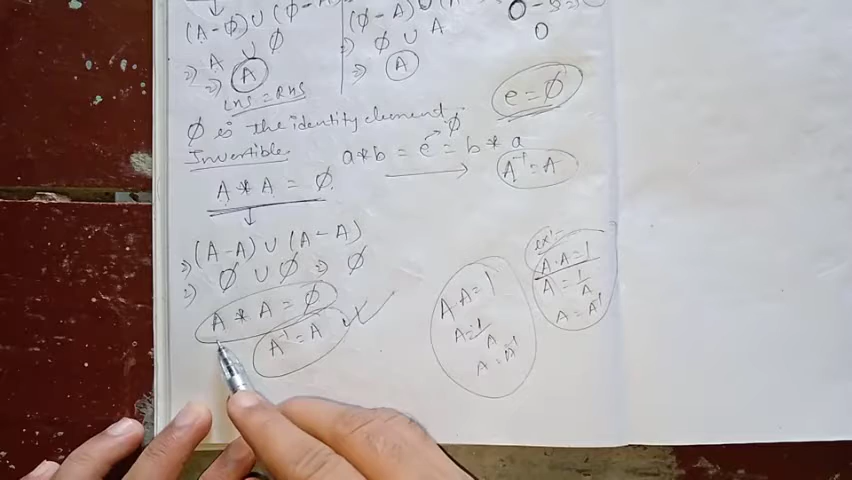 (A-Φ) ∪ (Φ-A)
(Φ-A) ∪ (A
A ∪ Φ
⇒ Φ ∪ A
0
⇒ A
⇒ A
LHS = RHS
e = Φ
Φ is the identity element.
Invertible.
a*b = e = b*a
Φ
A * A = Φ.
A⁻¹ = A
⇒ (A-A) ∪ (A-A)
⇒ Φ ∪ Φ ⇒ Φ
A * A = Φ
A⁻¹ = A
A.A = 1
A = 1/A
A = A⁻¹
ex:-
A.A = 1
A = 1/A
A = A⁻¹